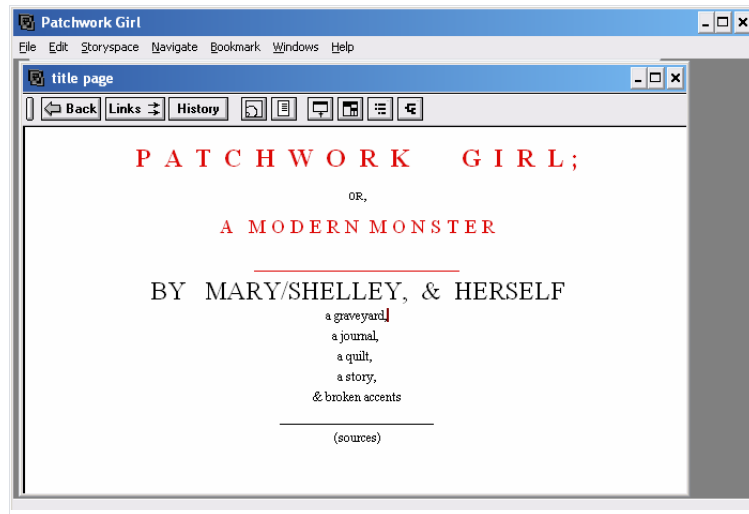 Patchwork Girl
File Edit Storyspace Navigate Bookmark Windows Help
title page
Back Links History
PATCHWORK GIRL;
OR,
A MODERN MONSTER
BY MARY/SHELLEY, & HERSELF
a graveyard,
a journal,
a quilt,
a story,
& broken accents
(sources)